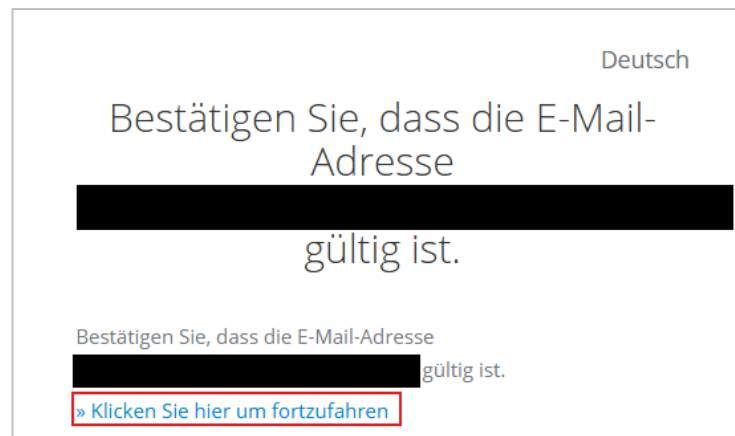 Deutsch
Bestätigen Sie, dass die E-Mail-
Adresse
gültig ist.
Bestätigen Sie, dass die E-Mail-Adresse
gültig ist.
» Klicken Sie hier um fortzufahren